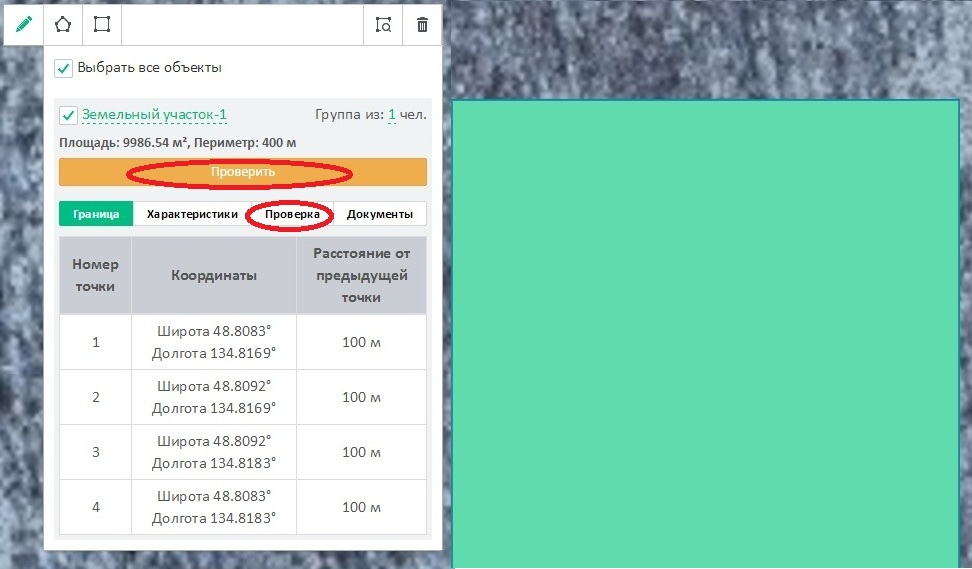 Выбрать все объекты
Земельный участок-1 Группа из: 1 чел.
Площадь: 9986.54 м², Периметр: 400 м
Проверить
Граница Характеристики Проверка Документы
Номер точки Координаты Расстояние от предыдущей точки
1 Широта 48.8083° 100 м
Долгота 134.8169°
2 Широта 48.8092° 100 м
Долгота 134.8169°
3 Широта 48.8092° 100 м
Долгота 134.8183°
4 Широта 48.8083° 100 м
Долгота 134.8183°